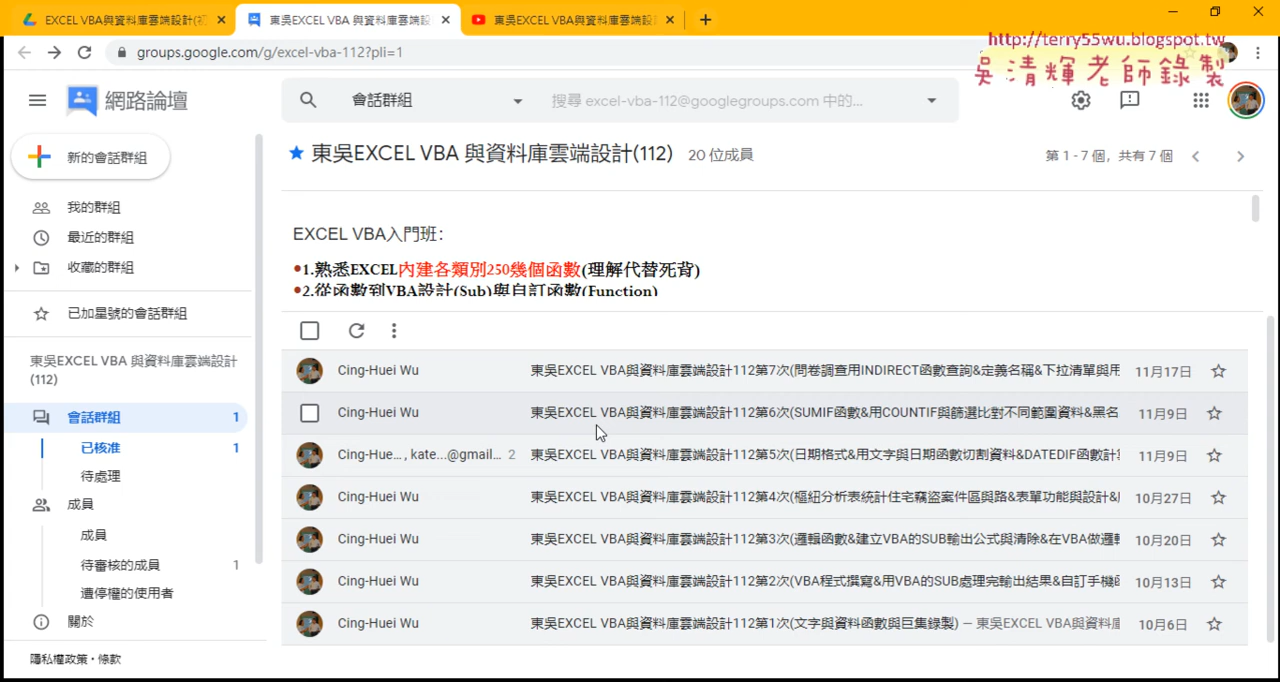 EXCEL VBA與資料庫雲端設計(初
東吳EXCEL VBA 與資料庫雲端設
東吳EXCEL VBA與資料庫雲端設計
groups.google.com/g/excel-vba-112?pli=1
http://terry55wu.blogspot.tw
吳清輝老師錄製
網路論壇
會話群組
搜尋 excel-vba-112@googlegroups.com 中的...
新的會話群組
東吳EXCEL VBA 與資料庫雲端設計(112)
20 位成員
第 1 - 7 個，共有 7 個
我的群組
最近的群組
收藏的群組
已加星號的會話群組
東吳EXCEL VBA 與資料庫雲端設計
(112)
會話群組 1
已核准 1
待處理
成員
成員
待審核的成員 1
遭停權的使用者
關於
隱私權政策・條款
EXCEL VBA入門班：
•1.熟悉EXCEL內建各類別250幾個函數(理解代替死背)
•2.從函數到VBA設計(Sub)與自訂函數(Function)
Cing-Huei Wu 東吳EXCEL VBA與資料庫雲端設計112第7次(問卷調查用INDIRECT函數查詢&定義名稱&下拉清單與用 11月17日
Cing-Huei Wu 東吳EXCEL VBA與資料庫雲端設計112第6次(SUMIF函數&用COUNTIF與篩選比對不同範圍資料&黑名 11月9日
Cing-Hue..., kate...@gmail... 2 東吳EXCEL VBA與資料庫雲端設計112第5次(日期格式&用文字與日期函數切割資料&DATEDIF函數計 11月9日
Cing-Huei Wu 東吳EXCEL VBA與資料庫雲端設計112第4次(樞紐分析表統計住宅竊盜案件區與路&表單功能與設計& 10月27日
Cing-Huei Wu 東吳EXCEL VBA與資料庫雲端設計112第3次(邏輯函數&建立VBA的SUB輸出公式與清除&在VBA做邏輯 10月20日
Cing-Huei Wu 東吳EXCEL VBA與資料庫雲端設計112第2次(VBA程式撰寫&用VBA的SUB處理完輸出結果&自訂手機函 10月13日
Cing-Huei Wu 東吳EXCEL VBA與資料庫雲端設計112第1次(文字與資料函數與巨集錄製) – 東吳EXCEL VBA與資料庫 10月6日